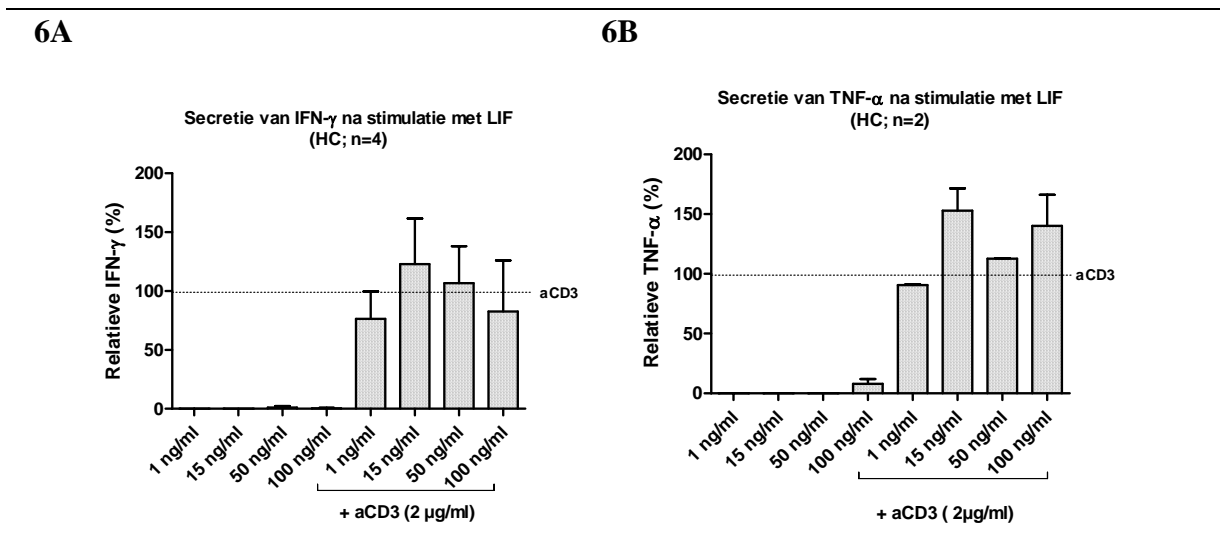 6A
Secretie van IFN-γ na stimulatie met LIF
(HC; n=4)
Relatieve IFN-γ (%)
200
150
100
50
0
aCD3
1 ng/ml
15 ng/ml
50 ng/ml
100 ng/ml
1 ng/ml
15 ng/ml
50 ng/ml
100 ng/ml
+ aCD3 (2 µg/ml)
6B
Secretie van TNF-α na stimulatie met LIF
(HC; n=2)
Relatieve TNF-α (%)
200
150
100
50
0
aCD3
1 ng/ml
15 ng/ml
50 ng/ml
100 ng/ml
1 ng/ml
15 ng/ml
50 ng/ml
100 ng/ml
+ aCD3 ( 2µg/ml)